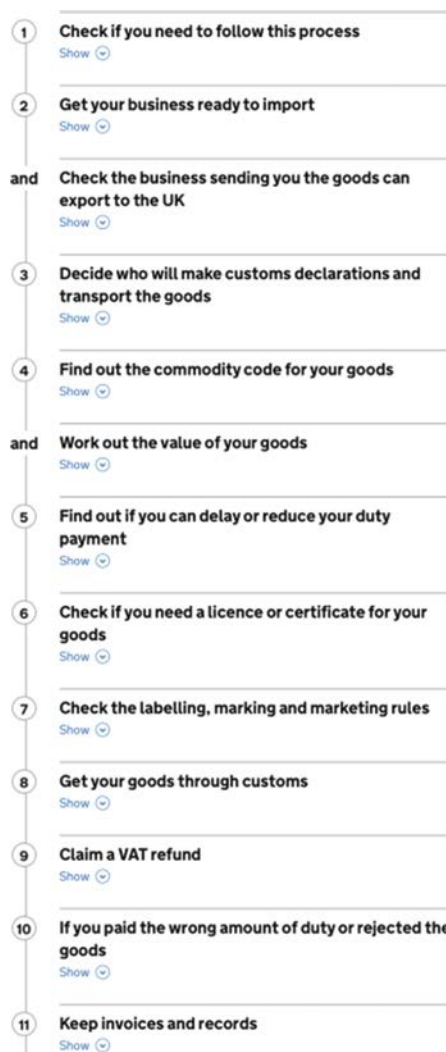 1 Check if you need to follow this process
Show
2 Get your business ready to import
Show
and Check the business sending you the goods can
export to the UK
Show
3 Decide who will make customs declarations and
transport the goods
Show
4 Find out the commodity code for your goods
Show
and Work out the value of your goods
Show
5 Find out if you can delay or reduce your duty
payment
Show
6 Check if you need a licence or certificate for your
goods
Show
7 Check the labelling, marking and marketing rules
Show
8 Get your goods through customs
Show
9 Claim a VAT refund
Show
10 If you paid the wrong amount of duty or rejected the
goods
Show
11 Keep invoices and records
Show